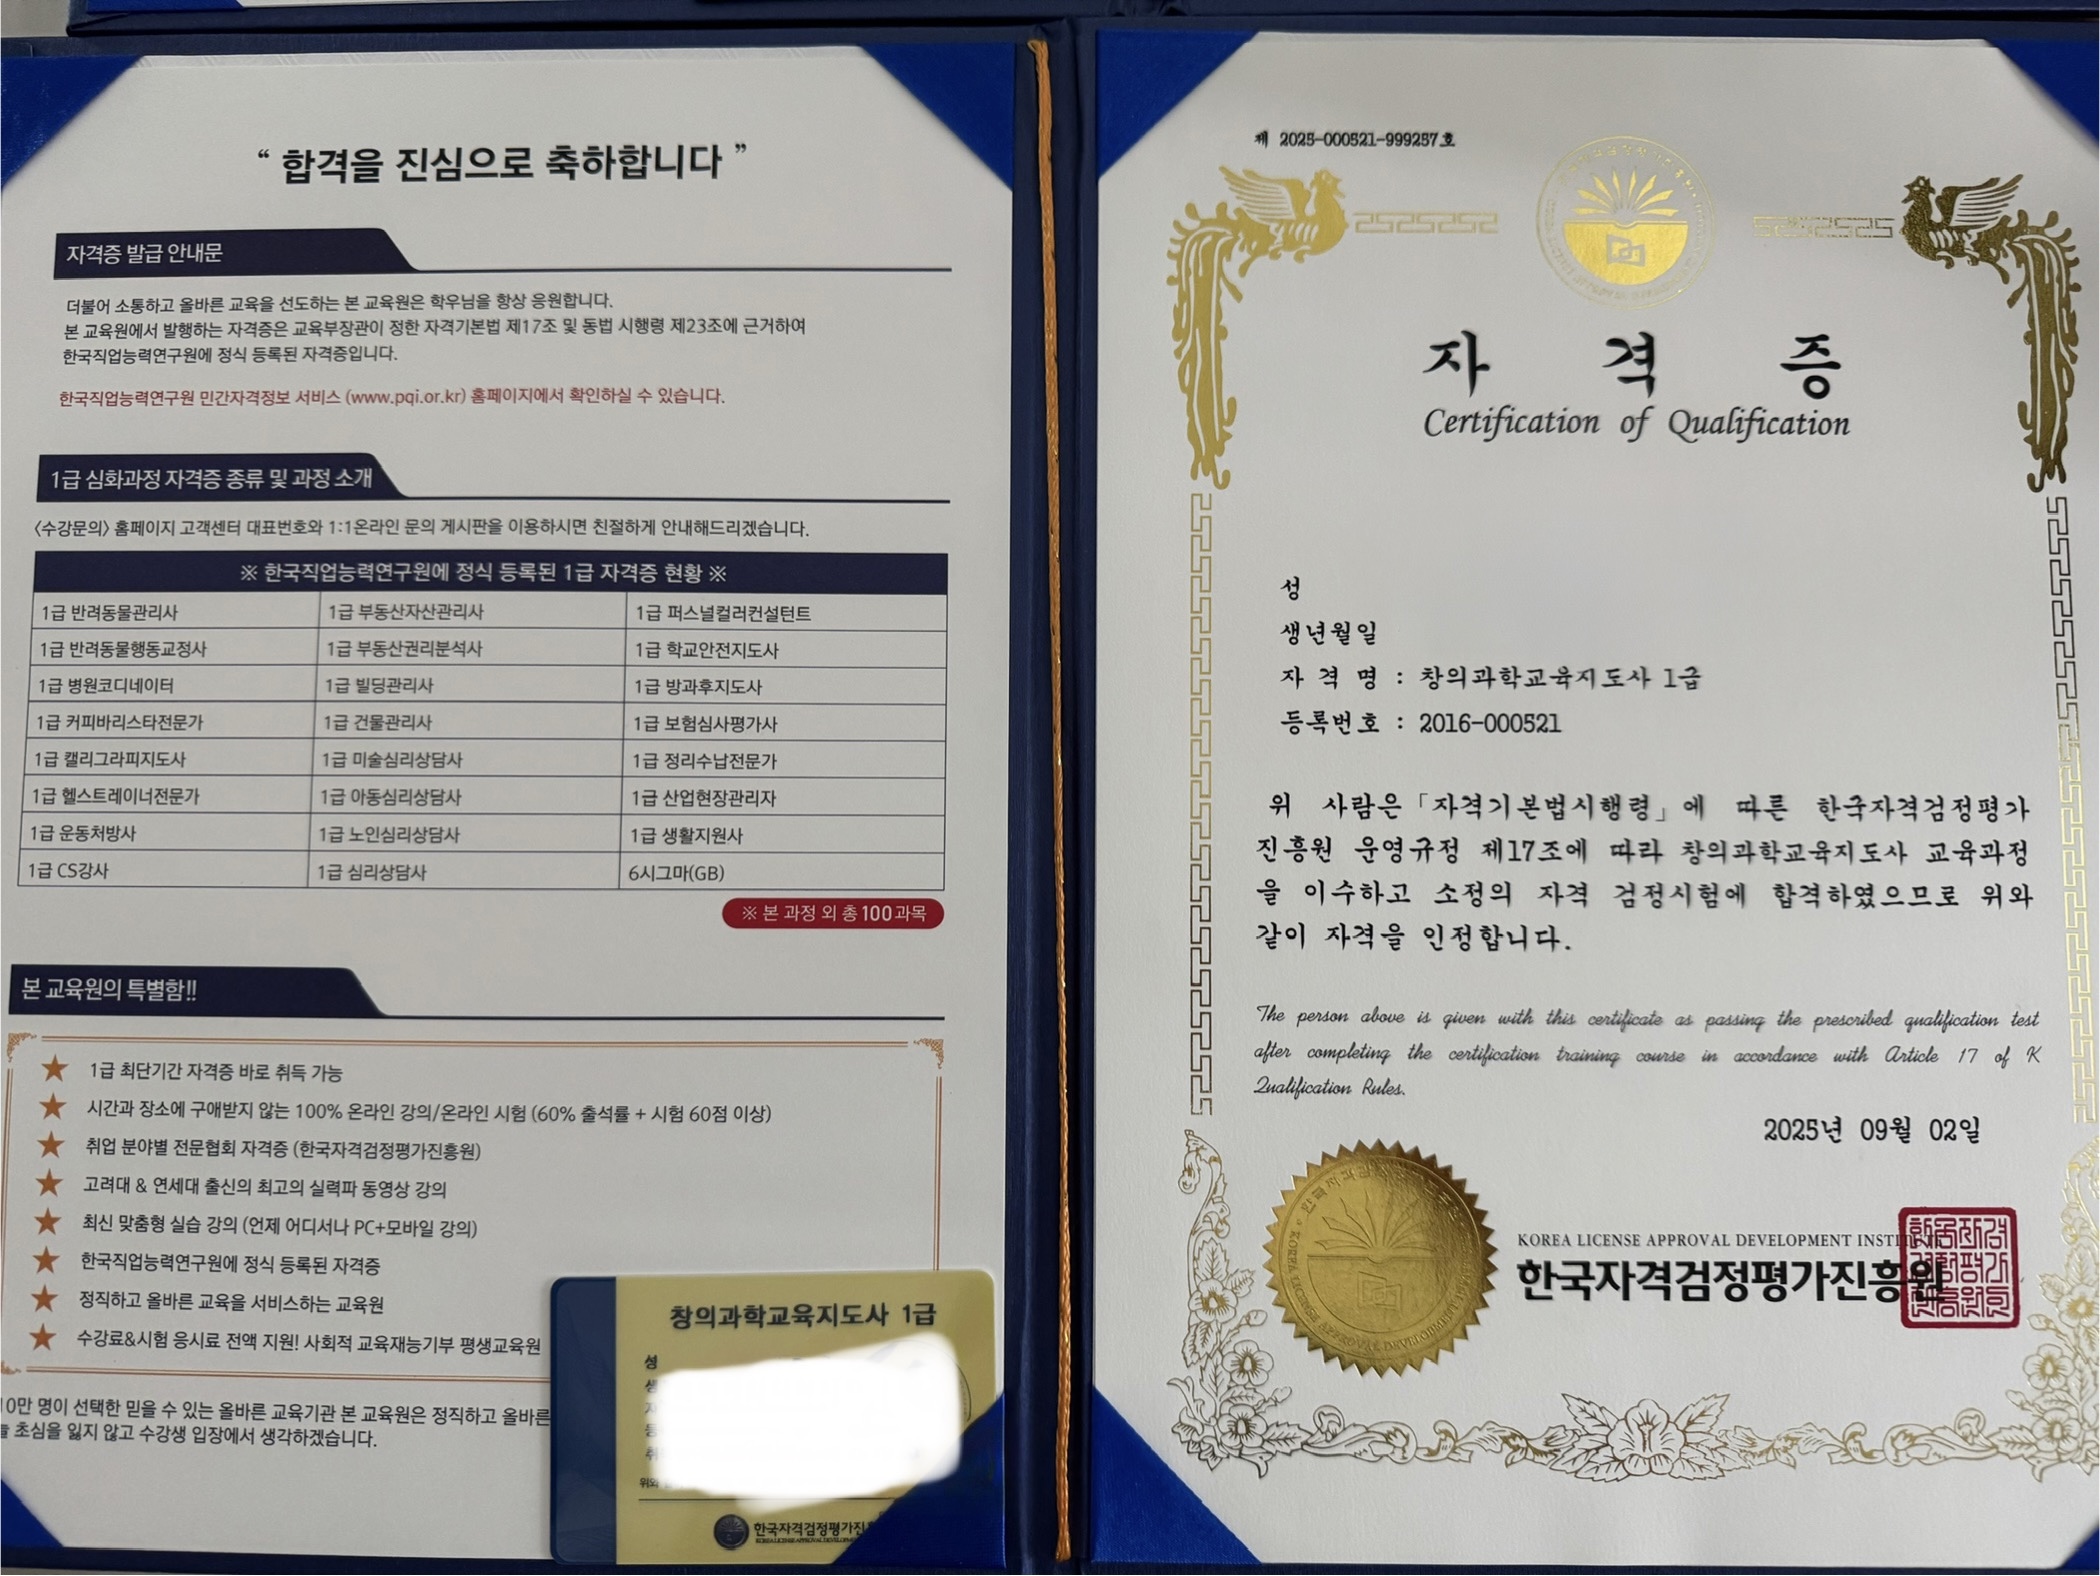 “ 합격을 진심으로 축하합니다 ”
자격증 발급 안내문
더불어 소통하고 올바른 교육을 선도하는 본 교육원은 학우님을 항상 응원합니다.
본 교육원에서 발행하는 자격증은 교육부장관이 정한 자격기본법 제17조 및 동법 시행령 제23조에 근거하여
한국직업능력연구원에 정식 등록된 자격증입니다.
한국직업능력연구원 민간자격정보 서비스 (www.pqi.or.kr) 홈페이지에서 확인하실 수 있습니다.
1급 심화과정 자격증 종류 및 과정 소개
〈수강문의〉 홈페이지 고객센터 대표번호와 1:1온라인 문의 게시판을 이용하시면 친절하게 안내해드리겠습니다.
※ 한국직업능력연구원에 정식 등록된 1급 자격증 현황 ※
1급 반려동물관리사 1급 부동산자산관리사 1급 퍼스널컬러컨설턴트
1급 반려동물행동교정사 1급 부동산권리분석사 1급 학교안전지도사
1급 병원코디네이터 1급 빌딩관리사 1급 방과후지도사
1급 커피바리스타전문가 1급 건물관리사 1급 보험심사평가사
1급 캘리그라피지도사 1급 미술심리상담사 1급 정리수납전문가
1급 헬스트레이너전문가 1급 아동심리상담사 1급 산업현장관리자
1급 운동처방사 1급 노인심리상담사 1급 생활지원사
1급 CS강사 1급 심리상담사 6시그마(GB)
※ 본 과정 외 총 100과목
본 교육원의 특별함!!
★ 1급 최단기간 자격증 바로 취득 가능
★ 시간과 장소에 구애받지 않는 100% 온라인 강의/온라인 시험 (60% 출석률 + 시험 60점 이상)
★ 취업 분야별 전문협회 자격증 (한국자격검정평가진흥원)
★ 고려대 & 연세대 출신의 최고의 실력파 동영상 강의
★ 최신 맞춤형 실습 강의 (언제 어디서나 PC+모바일 강의)
★ 한국직업능력연구원에 정식 등록된 자격증
★ 정직하고 올바른 교육을 서비스하는 교육원
★ 수강료&시험 응시료 전액 지원! 사회적 교육재능기부 평생교육원
10만 명이 선택한 믿을 수 있는 올바른 교육기관 본 교육원은 정직하고 올바른
초심을 잃지 않고 수강생 입장에서 생각하겠습니다.
창의과학교육지도사 1급
성
위와
한국자격검정평가진
제 2025-000521-999257호
자 격 증
Certification of Qualification
성
생년월일
자 격 명 : 창의과학교육지도사 1급
등록번호 : 2016-000521
위 사람은「자격기본법시행령」에 따른 한국자격검정평가
진흥원 운영규정 제17조에 따라 창의과학교육지도사 교육과정
을 이수하고 소정의 자격 검정시험에 합격하였으므로 위와
같이 자격을 인정합니다.
The person above is given with this certificate as passing the prescribed qualification test
after completing the certification training course in accordance with Article 17 of K
Qualification Rules.
2025년 09월 02일
KOREA LICENSE APPROVAL DEVELOPMENT INSTITUTE
한국자격검정평가진흥원